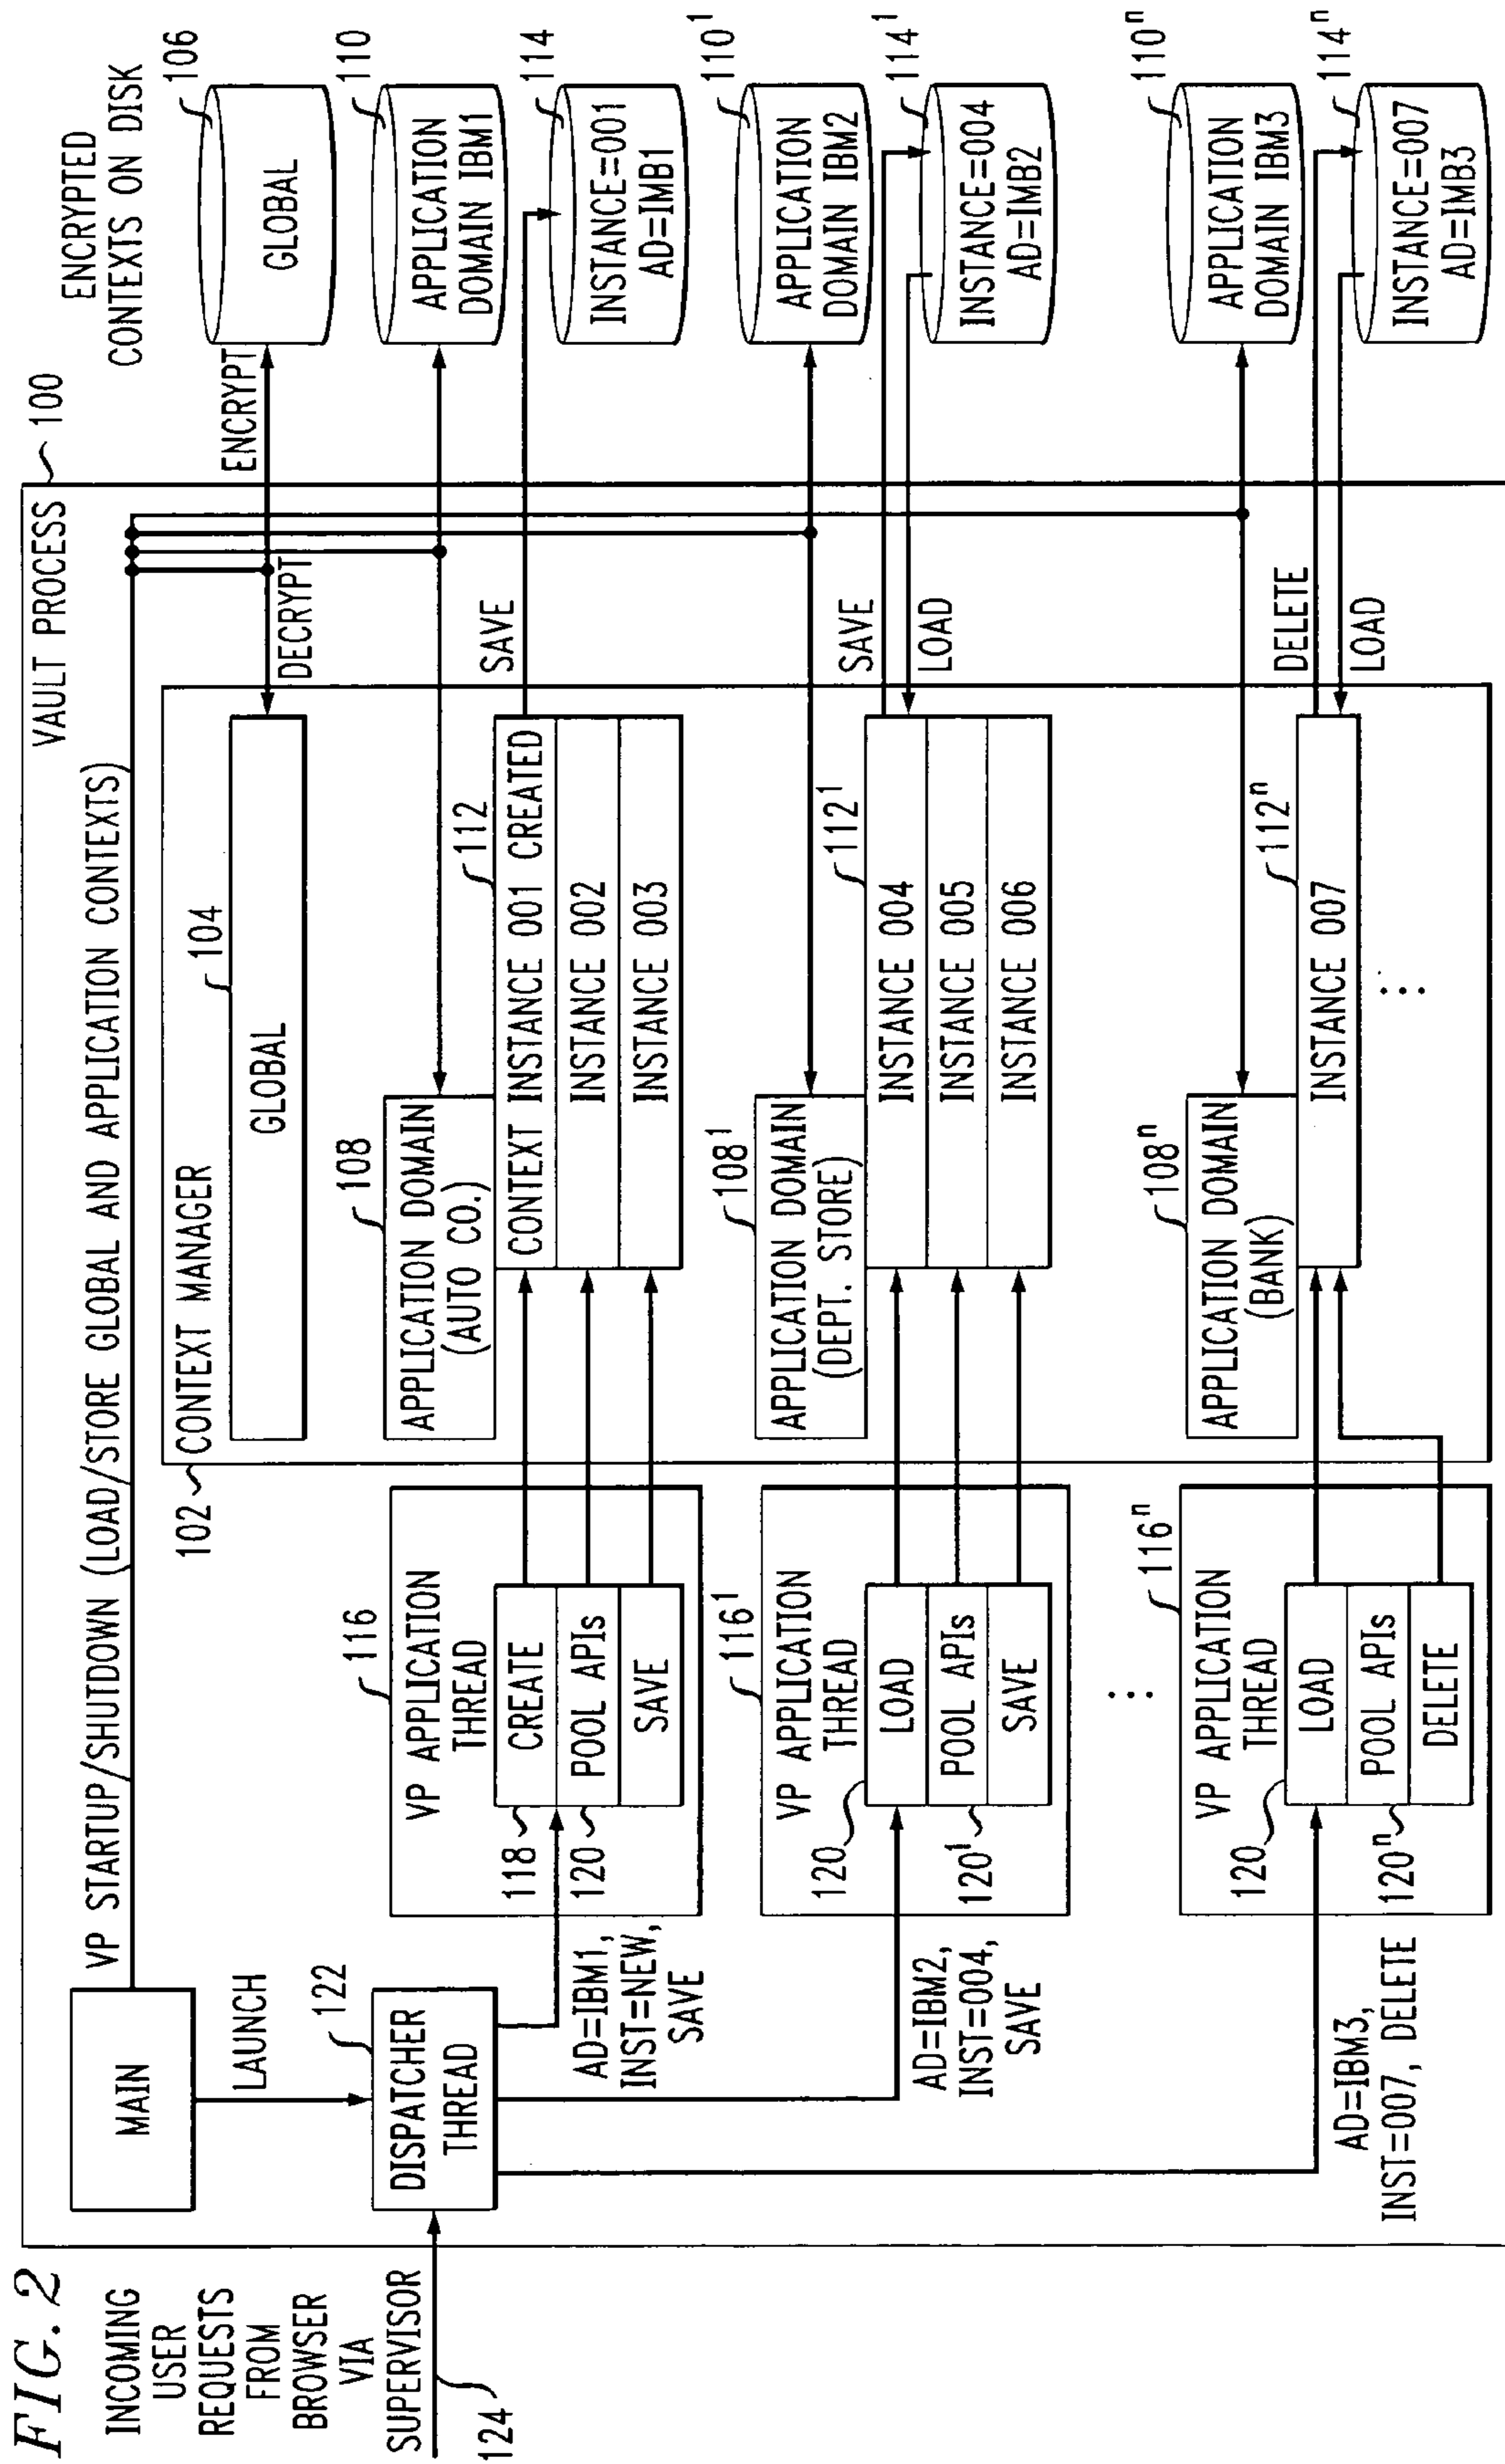 FIG. 2
INCOMING
USER
REQUESTS
FROM
BROWSER
VIA
SUPERVISOR
124
VAULT PROCESS
100
VP STARTUP/SHUTDOWN (LOAD/STORE GLOBAL AND APPLICATION CONTEXTS)
MAIN
LAUNCH
122
DISPATCHER
THREAD
AD=IBM1,
INST=NEW,
SAVE
AD=IBM2,
INST=004,
SAVE
AD=IBM3,
INST=007, DELETE
116
VP APPLICATION
THREAD
118
CREATE
120
POOL APIs
SAVE
116¹
VP APPLICATION
THREAD
120
LOAD
120¹
POOL APIs
SAVE
⋮
116ⁿ
VP APPLICATION
THREAD
120
LOAD
120ⁿ
POOL APIs
DELETE
102
CONTEXT MANAGER
104
GLOBAL
108
APPLICATION DOMAIN
(AUTO CO.)
112
CONTEXT INSTANCE 001 CREATED
INSTANCE 002
INSTANCE 003
108¹
APPLICATION DOMAIN
(DEPT. STORE)
112¹
INSTANCE 004
INSTANCE 005
INSTANCE 006
108ⁿ
APPLICATION DOMAIN
(BANK)
112ⁿ
INSTANCE 007
⋮
DECRYPT
ENCRYPT
SAVE
SAVE
LOAD
DELETE
LOAD
ENCRYPTED
CONTEXTS ON DISK
106
GLOBAL
110
APPLICATION
DOMAIN IBM1
114
INSTANCE=001
AD=IMB1
110¹
APPLICATION
DOMAIN IBM2
114¹
INSTANCE=004
AD=IMB2
110ⁿ
APPLICATION
DOMAIN IBM3
114ⁿ
INSTANCE=007
AD=IMB3